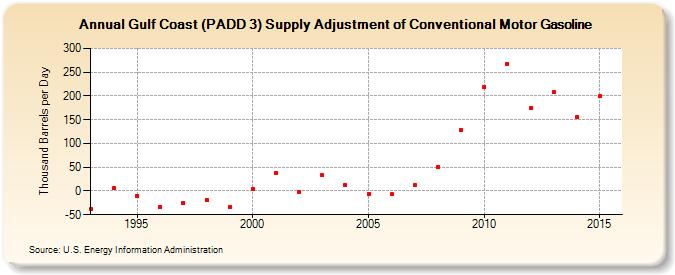 Annual Gulf Coast (PADD 3) Supply Adjustment of Conventional Motor Gasoline
Thousand Barrels per Day
300
250
200
150
100
50
0
-50
1995 2000 2005 2010 2015
Source: U.S. Energy Information Administration